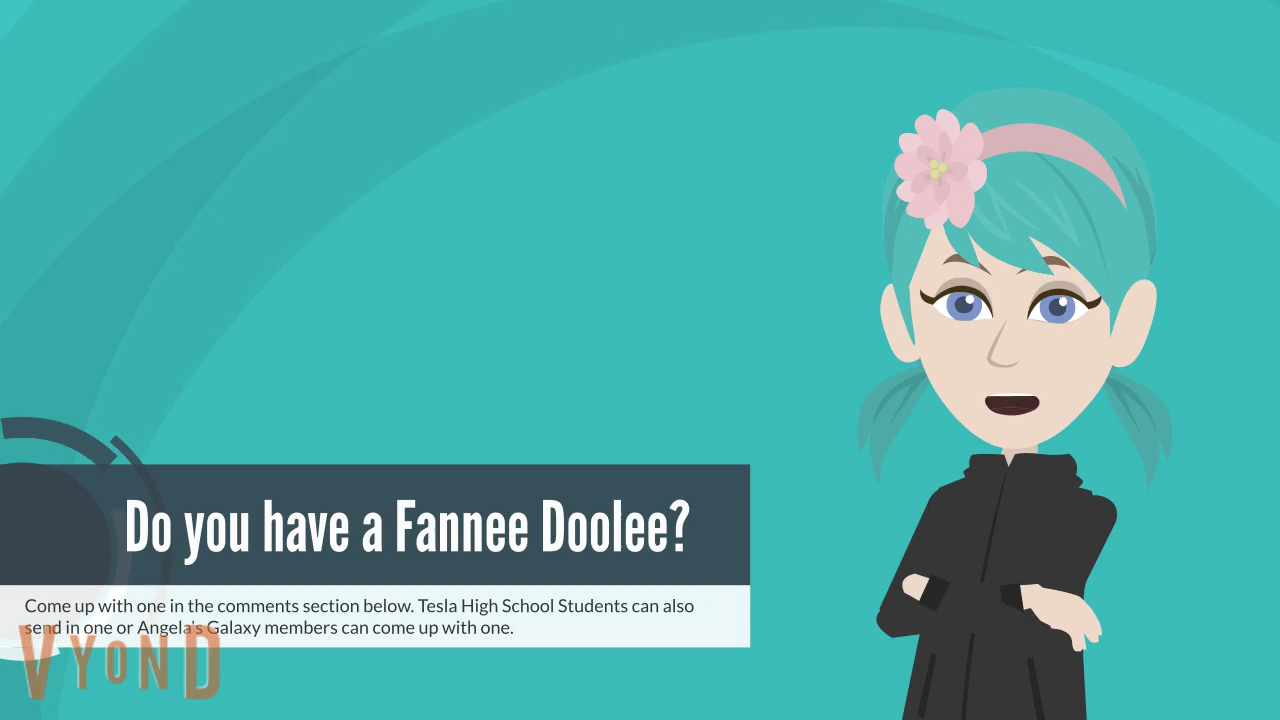 Do you have a Fannee Doolee?
Come up with one in the comments section below. Tesla High School Students can also
send in one or Angela's Galaxy members can come up with one.
VYOND